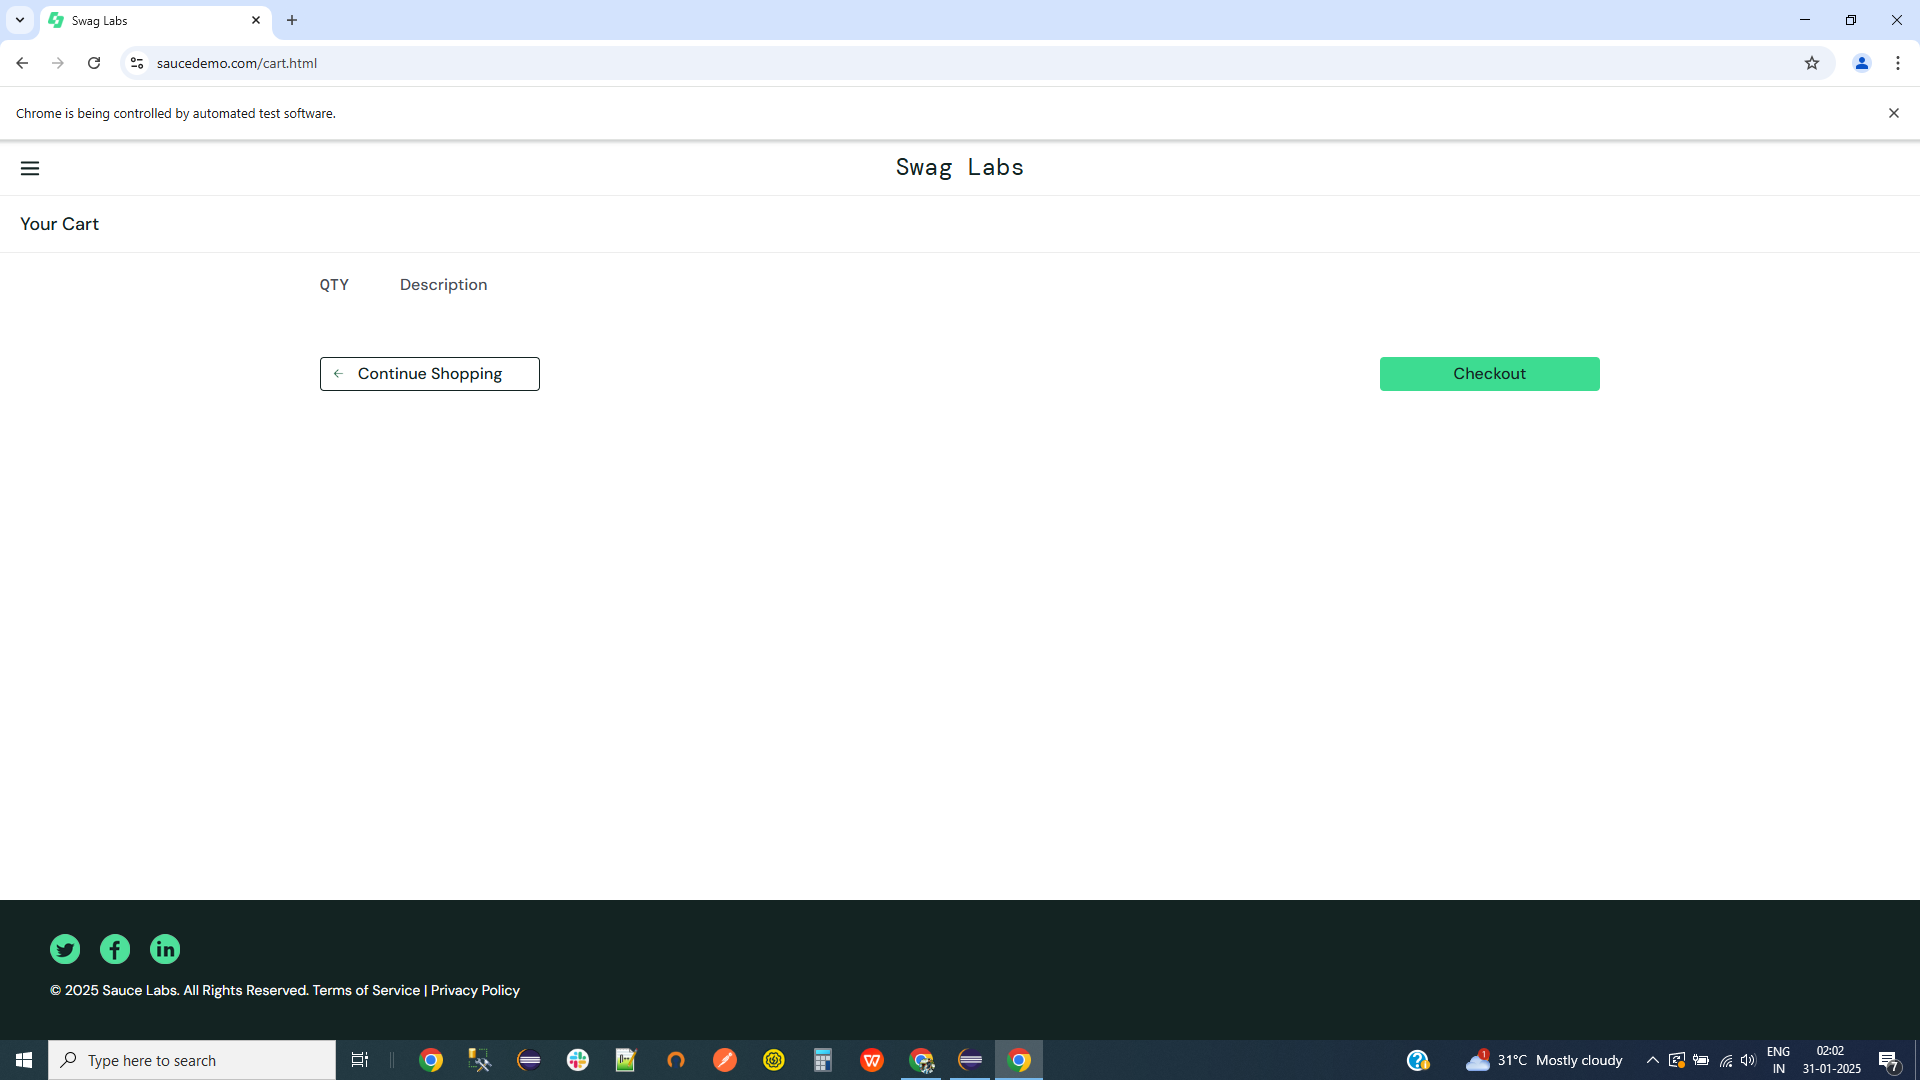 Swag Labs
saucedemo.com/cart.html
Chrome is being controlled by automated test software.
Swag Labs
Your Cart
QTY Description
Continue Shopping Checkout
© 2025 Sauce Labs. All Rights Reserved. Terms of Service | Privacy Policy
Type here to search
1
31°C Mostly cloudy
ENG
IN
02:02
31-01-2025
7